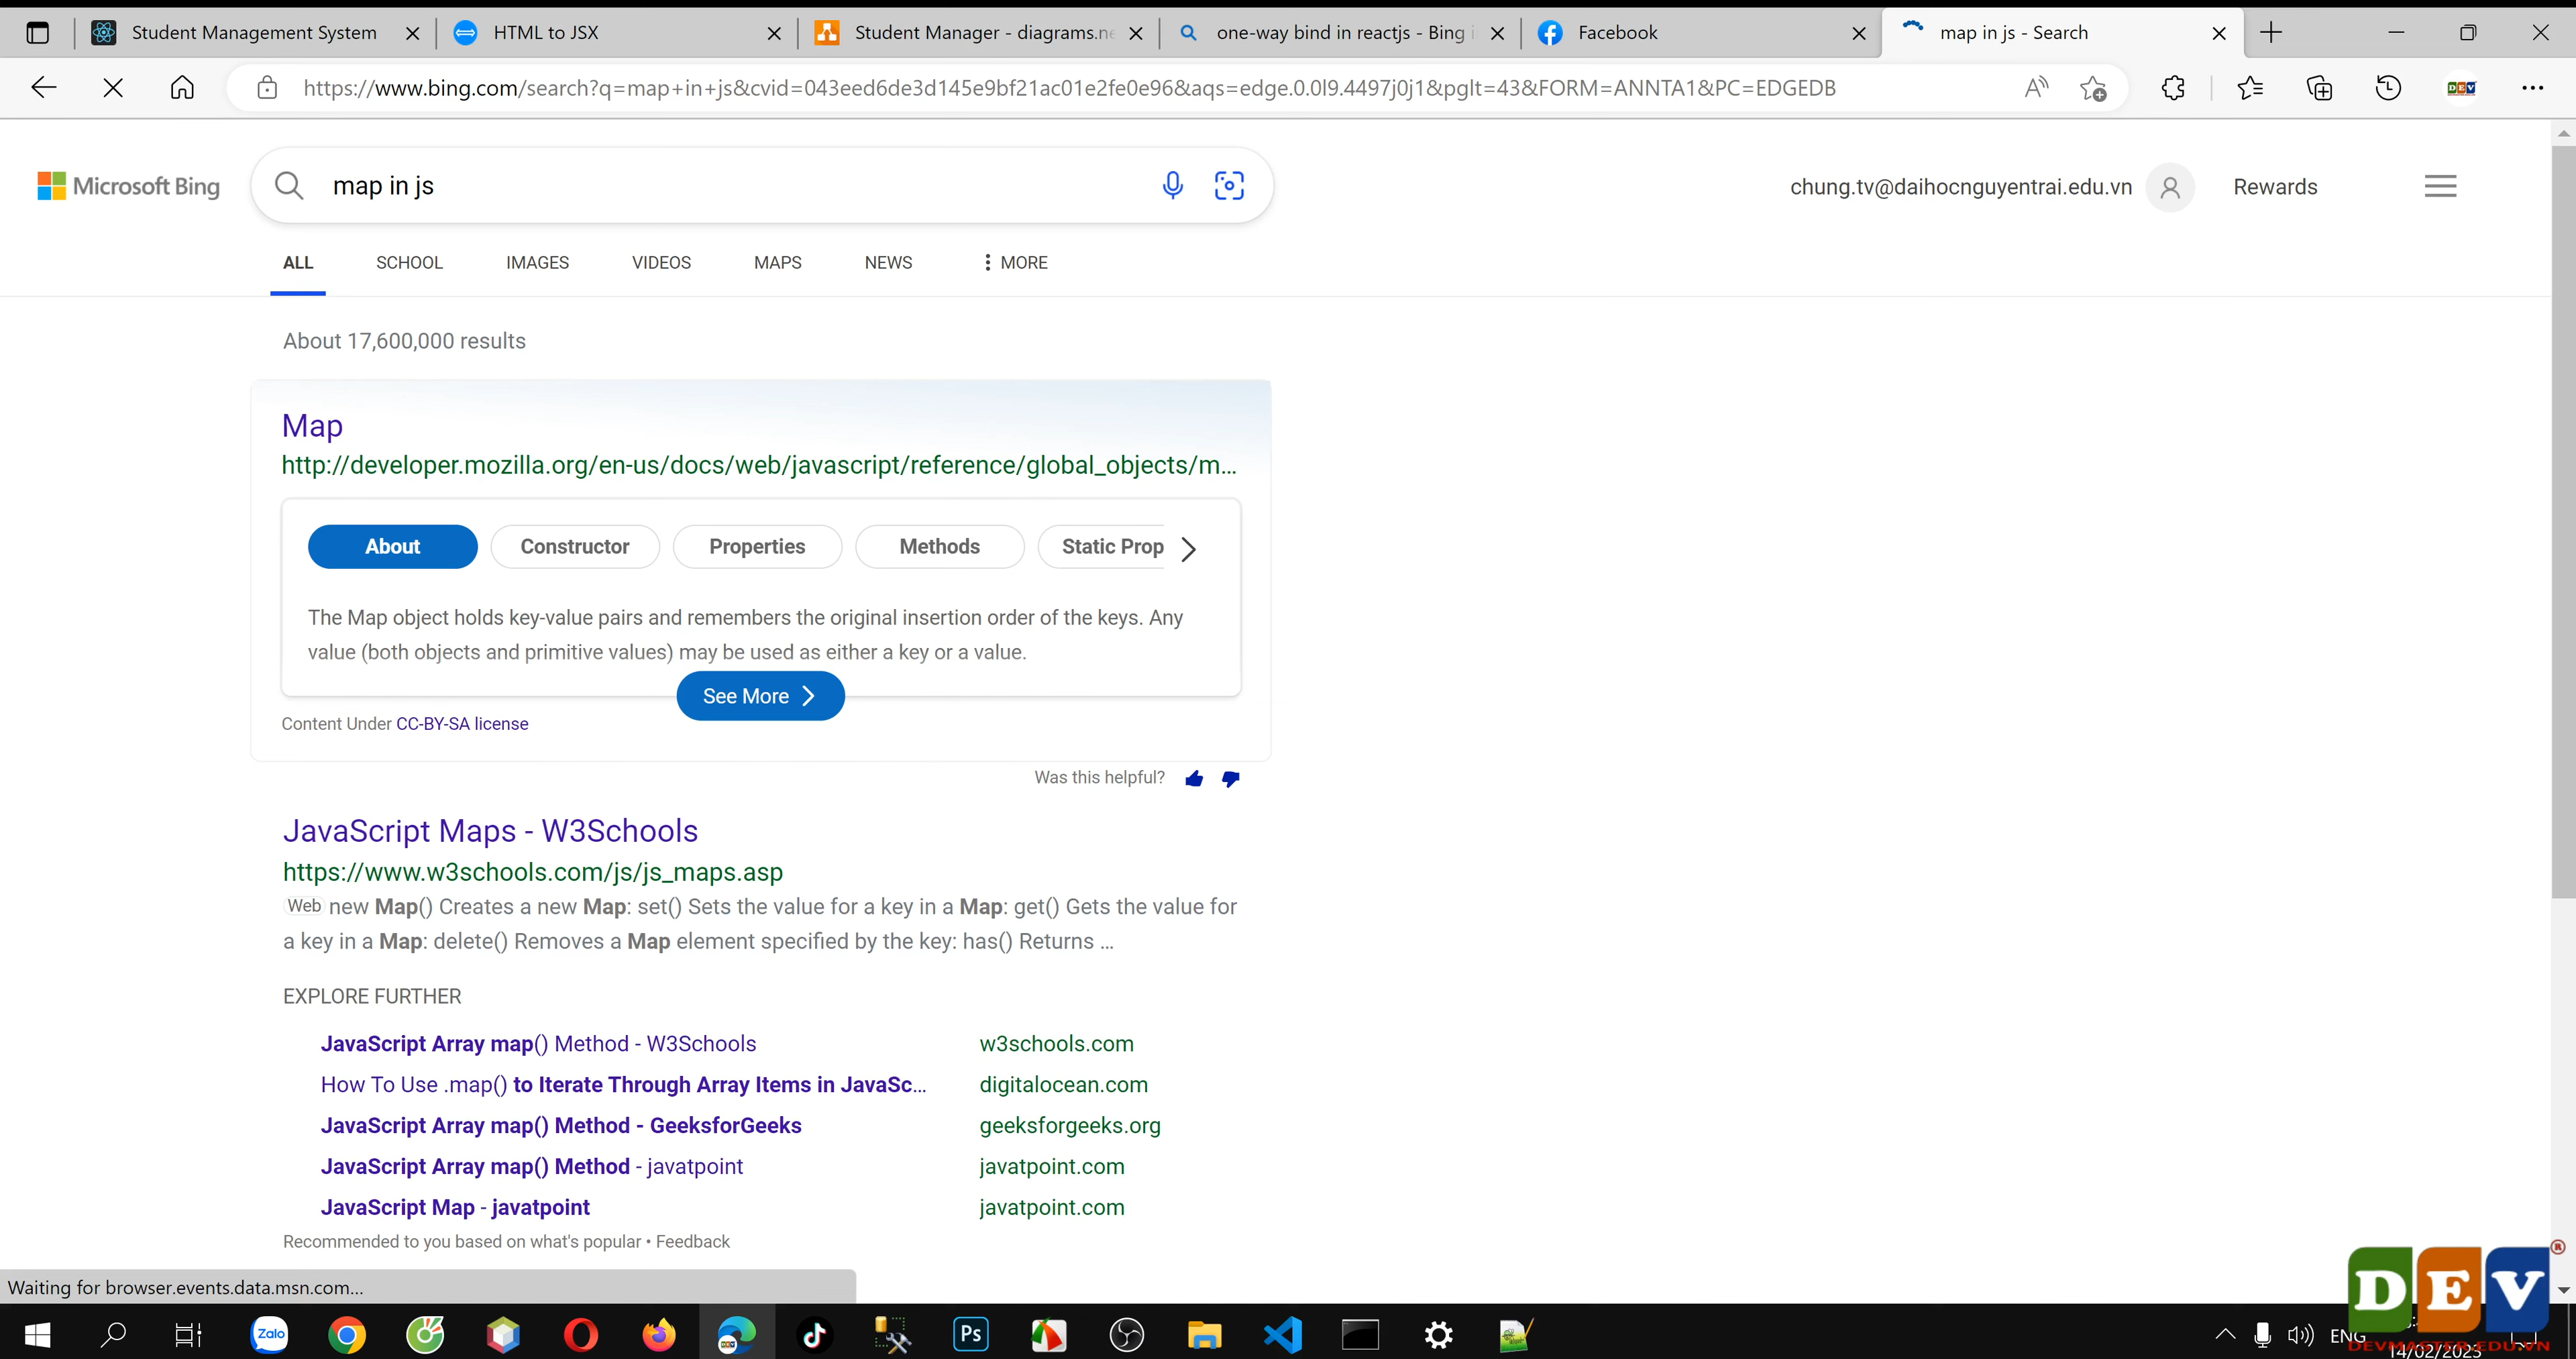 Student Management System
HTML to JSX
Student Manager - diagrams.ne
one-way bind in reactjs - Bing i
Facebook
map in js - Search
https://www.bing.com/search?q=map+in+js&cvid=043eed6de3d145e9bf21ac01e2fe0e96&aqs=edge.0.0l9.4497j0j1&pglt=43&FORM=ANNTA1&PC=EDGEDB
DEV
Microsoft Bing
map in js
chung.tv@daihocnguyentrai.edu.vn
Rewards
ALL SCHOOL IMAGES VIDEOS MAPS NEWS MORE
About 17,600,000 results
Map
http://developer.mozilla.org/en-us/docs/web/javascript/reference/global_objects/m...
About Constructor Properties Methods Static Prop
The Map object holds key-value pairs and remembers the original insertion order of the keys. Any
value (both objects and primitive values) may be used as either a key or a value.
See More
Content Under CC-BY-SA license
Was this helpful?
JavaScript Maps - W3Schools
https://www.w3schools.com/js/js_maps.asp
Web new Map() Creates a new Map: set() Sets the value for a key in a Map: get() Gets the value for
a key in a Map: delete() Removes a Map element specified by the key: has() Returns ...
EXPLORE FURTHER
JavaScript Array map() Method - W3Schools w3schools.com
How To Use .map() to Iterate Through Array Items in JavaSc... digitalocean.com
JavaScript Array map() Method - GeeksforGeeks geeksforgeeks.org
JavaScript Array map() Method - javatpoint javatpoint.com
JavaScript Map - javatpoint javatpoint.com
Recommended to you based on what's popular • Feedback
Waiting for browser.events.data.msn.com...
DEV ®
DEVMASTER.EDU.VN
Zalo
Ps
ENG
14/02/2023